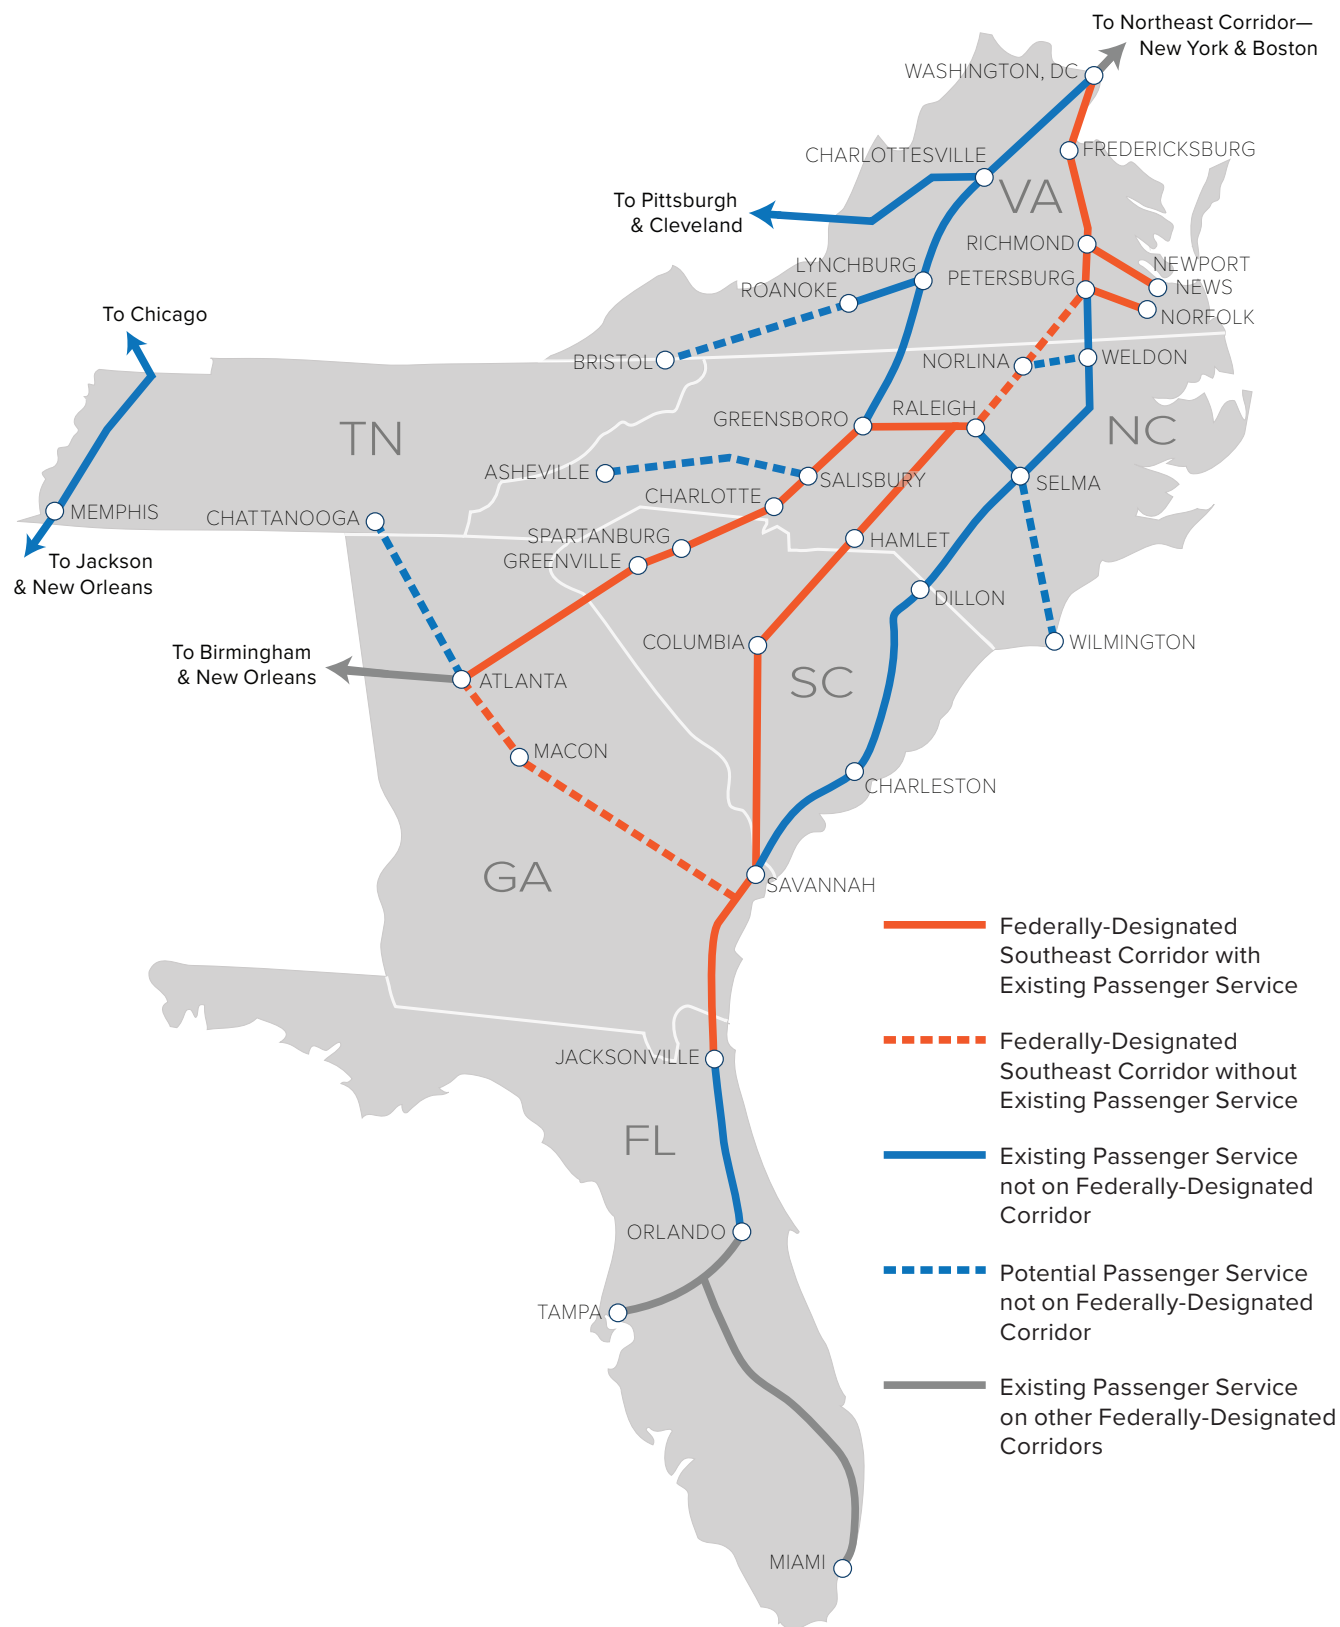 To Northeast Corridor—
New York & Boston
WASHINGTON, DC
FREDERICKSBURG
CHARLOTTESVILLE
VA
To Pittsburgh
& Cleveland
RICHMOND
NEWPORT
NEWS
LYNCHBURG
PETERSBURG
ROANOKE
NORFOLK
To Chicago
BRISTOL
NORLINA
WELDON
GREENSBORO
RALEIGH
TN
NC
ASHEVILLE
SALISBURY
SELMA
CHARLOTTE
MEMPHIS
CHATTANOOGA
SPARTANBURG
HAMLET
To Jackson
& New Orleans
GREENVILLE
DILLON
COLUMBIA
WILMINGTON
To Birmingham
& New Orleans
ATLANTA
SC
MACON
CHARLESTON
GA
SAVANNAH
Federally-Designated
Southeast Corridor with
Existing Passenger Service
Federally-Designated
Southeast Corridor without
Existing Passenger Service
JACKSONVILLE
FL
Existing Passenger Service
not on Federally-Designated
Corridor
ORLANDO
Potential Passenger Service
not on Federally-Designated
Corridor
TAMPA
Existing Passenger Service
on other Federally-Designated
Corridors
MIAMI